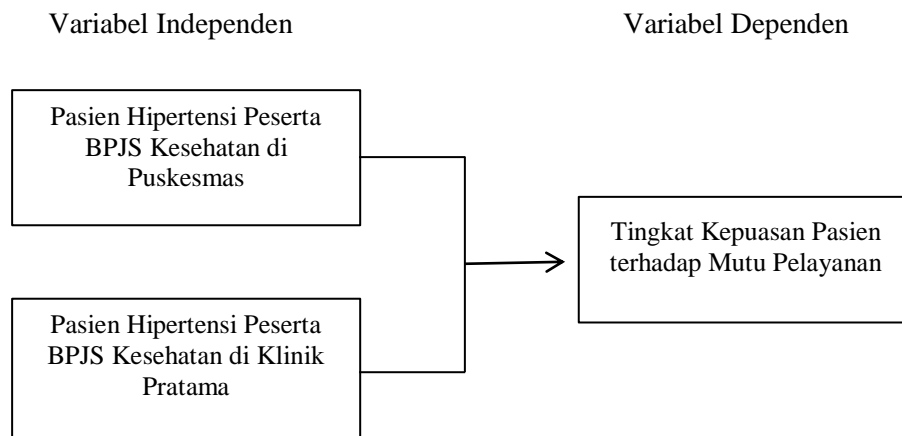 Variabel Independen
Variabel Dependen
Pasien Hipertensi Peserta
BPJS Kesehatan di
Puskesmas
Tingkat Kepuasan Pasien
terhadap Mutu Pelayanan
Pasien Hipertensi Peserta
BPJS Kesehatan di Klinik
Pratama